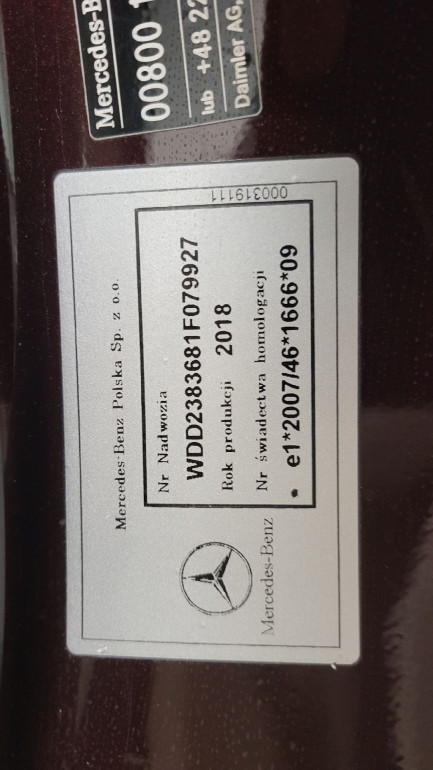 Mercedes-B
00800 1
lub +48 22
Daimler AG,
Mercedes-Benz Polska Sp. z o.o.
Nr Nadwozia
WDD2383681F079927
Rok produkcji 2018
Nr świadectwa homologacji
e1*2007/46*1666*09
Mercedes-Benz
000319111